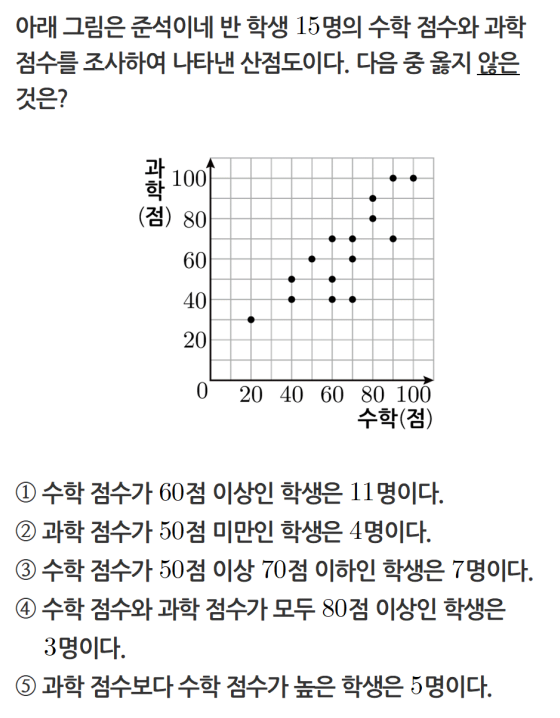 아래 그림은 준석이네 반 학생 15명의 수학 점수와 과학
점수를 조사하여 나타낸 산점도이다. 다음 중 옳지 않은
것은?
과
학
(점)
100
80
60
40
20
0 20 40 60 80 100
수학(점)
① 수학 점수가 60점 이상인 학생은 11명이다.
② 과학 점수가 50점 미만인 학생은 4명이다.
③ 수학 점수가 50점 이상 70점 이하인 학생은 7명이다.
④ 수학 점수와 과학 점수가 모두 80점 이상인 학생은
3명이다.
⑤ 과학 점수보다 수학 점수가 높은 학생은 5명이다.